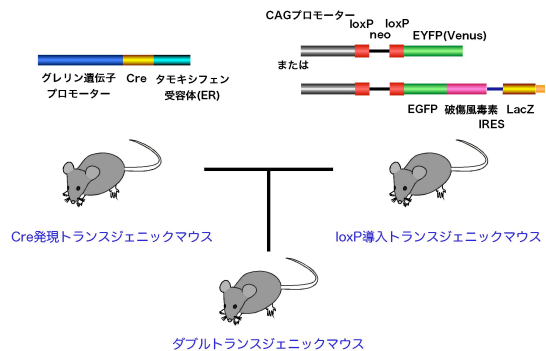 CAGプロモーター
loxP loxP
neo
EYFP(Venus)
または
グレリン遺伝子
プロモーター
Cre
タモキシフェン
受容体(ER)
EGFP 破傷風毒素 LacZ
IRES
Cre発現トランスジェニックマウス
loxP導入トランスジェニックマウス
ダブルトランスジェニックマウス